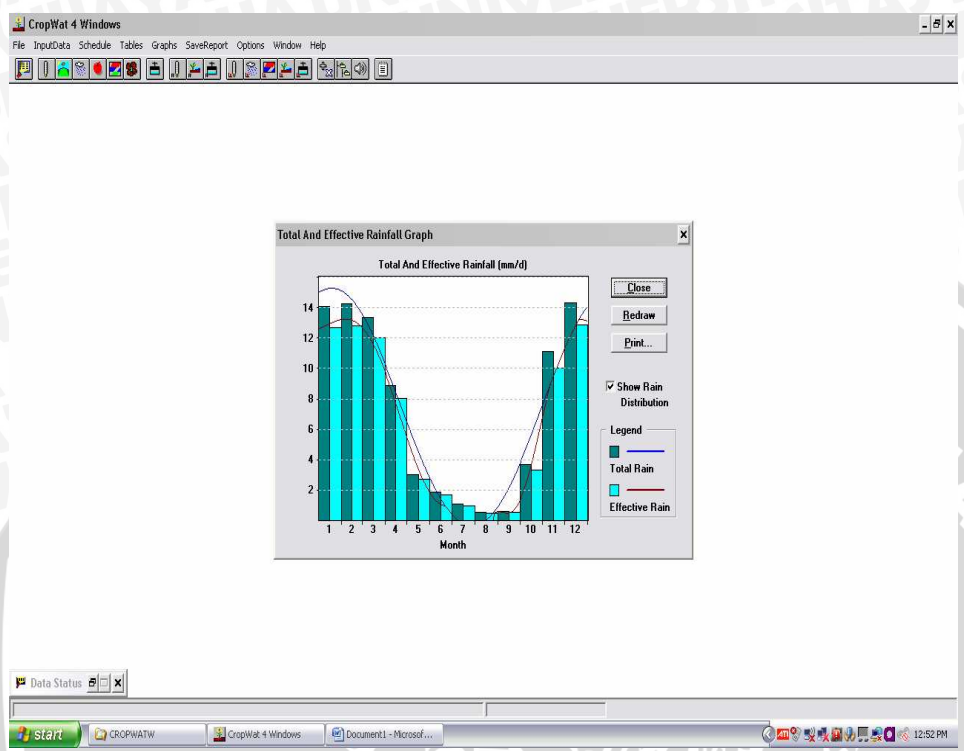 CropWat 4 Windows
File InputData Schedule Tables Graphs SaveReport Options Window Help
Total And Effective Rainfall Graph
Total And Effective Rainfall (mm/d)
14
12
10
8
6
4
2
1 2 3 4 5 6 7 8 9 10 11 12
Month
Close
Redraw
Print...
Show Rain
Distribution
Legend
Total Rain
Effective Rain
Data Status
start CROPWATW CropWat 4 Windows Document1 - Microsof... 12:52 PM